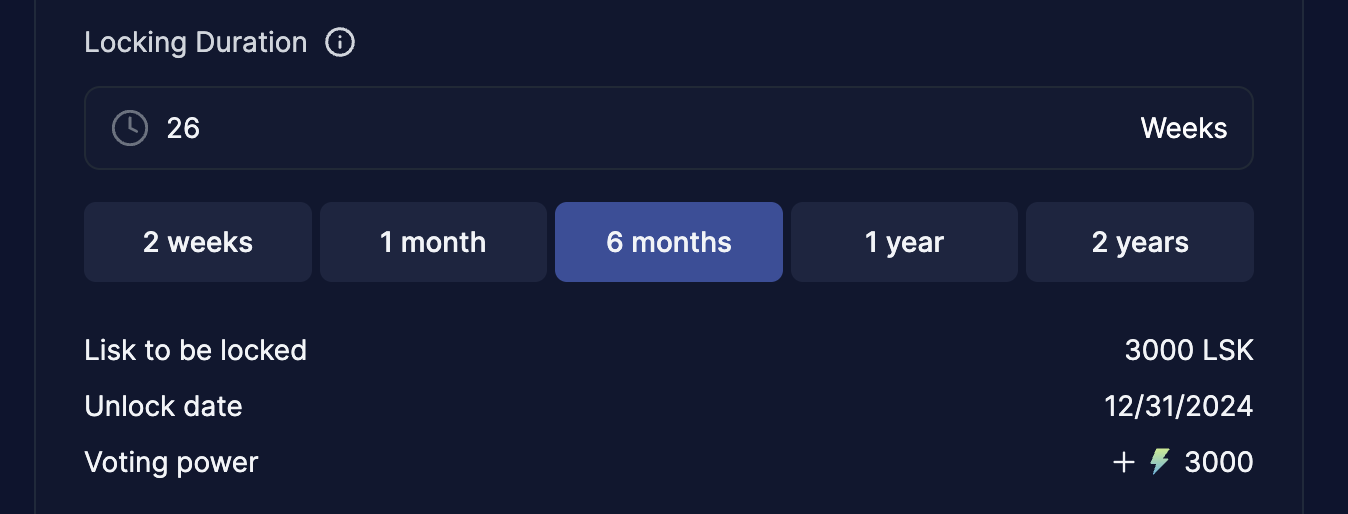 Locking Duration
26 Weeks
2 weeks 1 month 6 months 1 year 2 years
Lisk to be locked 3000 LSK
Unlock date 12/31/2024
Voting power + 3000